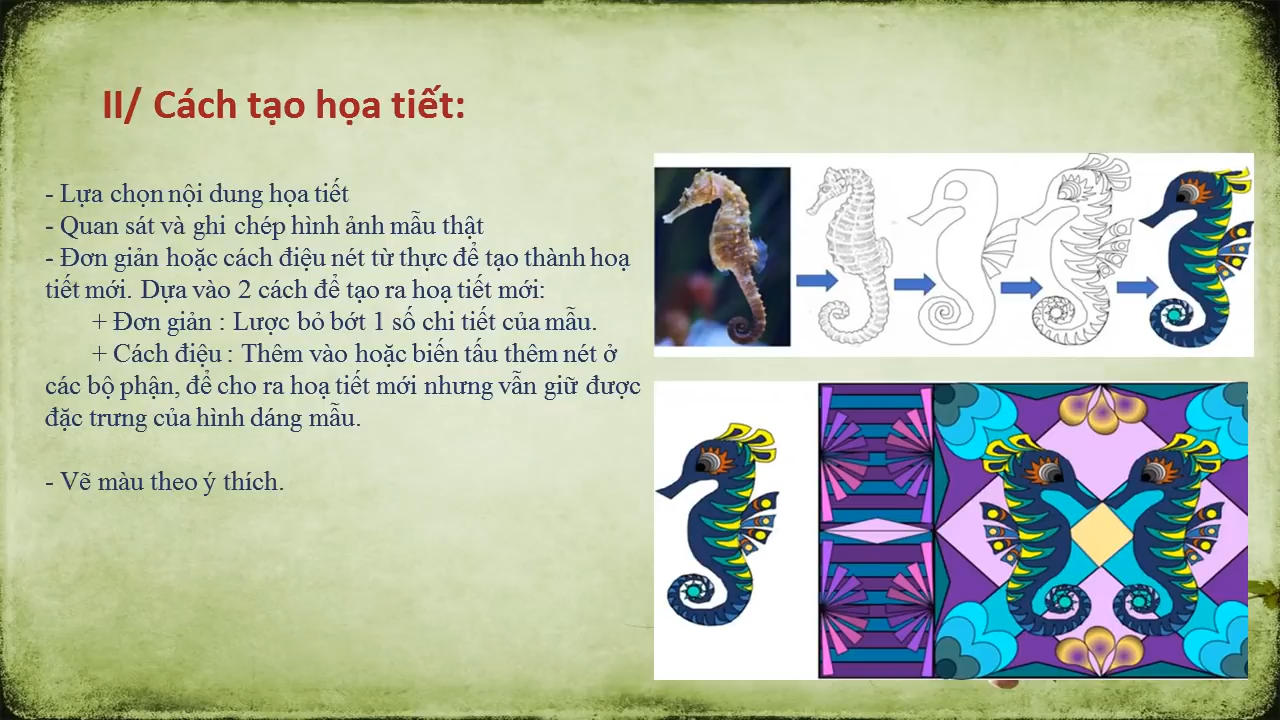 II/ Cách tạo họa tiết:
- Lựa chọn nội dung họa tiết
- Quan sát và ghi chép hình ảnh mẫu thật
- Đơn giản hoặc cách điệu nét từ thực để tạo thành hoạ
tiết mới. Dựa vào 2 cách để tạo ra hoạ tiết mới:
+ Đơn giản : Lược bỏ bớt 1 số chi tiết của mẫu.
+ Cách điệu : Thêm vào hoặc biến tấu thêm nét ở
các bộ phận, để cho ra hoạ tiết mới nhưng vẫn giữ được
đặc trưng của hình dáng mẫu.
- Vẽ màu theo ý thích.